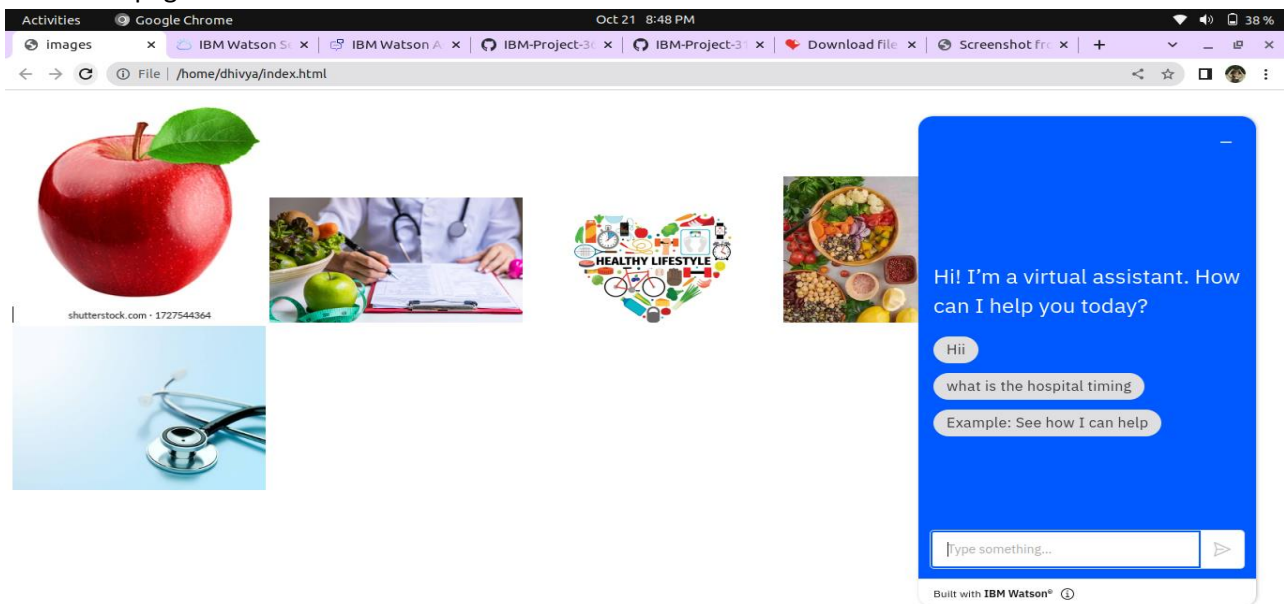 Activities Google Chrome Oct 21 8:48 PM 38 %
images IBM Watson IBM Watson IBM-Project- IBM-Project- Download file Screenshot
File /home/dhivya/index.html
shutterstock.com · 1727544364
HEALTHY LIFESTYLE
Hi! I’m a virtual assistant. How
can I help you today?
Hii
what is the hospital timing
Example: See how I can help
Type something...
Built with IBM Watson®